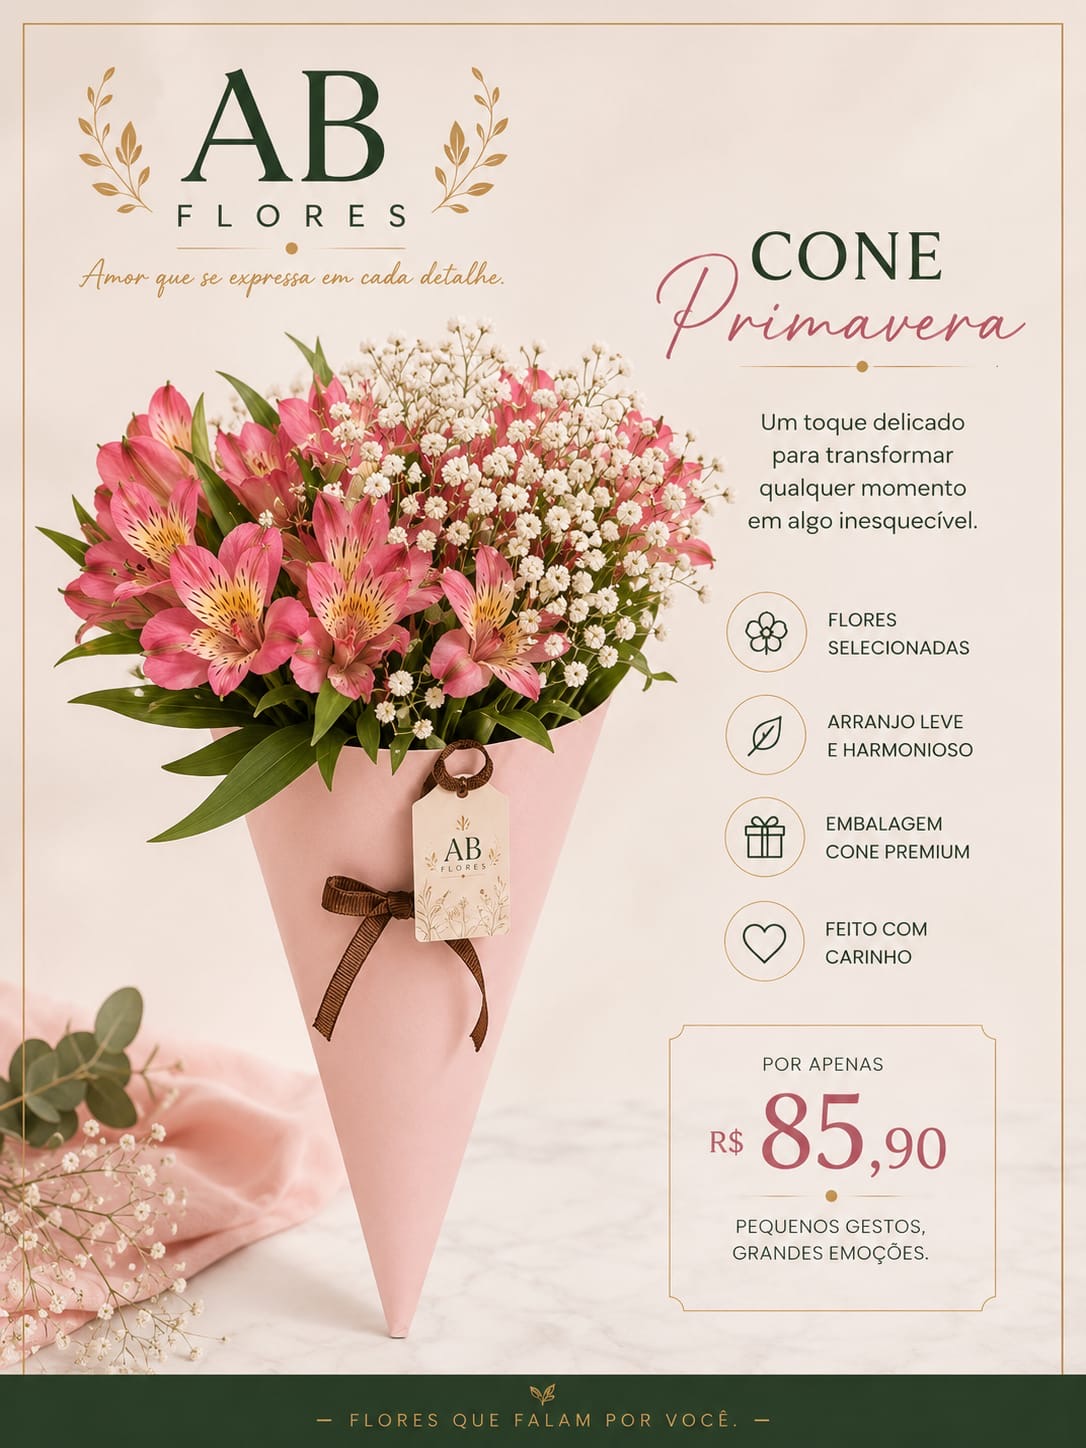 AB
FLORES
Amor que se expressa em cada detalhe.
CONE
Primavera
Um toque delicado
para transformar
qualquer momento
em algo inesquecível.
FLORES
SELECIONADAS
ARRANJO LEVE
E HARMONIOSO
EMBALAGEM
CONE PREMIUM
FEITO COM
CARINHO
AB
FLORES
POR APENAS
R$ 85,90
PEQUENOS GESTOS,
GRANDES EMOÇÕES.
— FLORES QUE FALAM POR VOCÊ. —